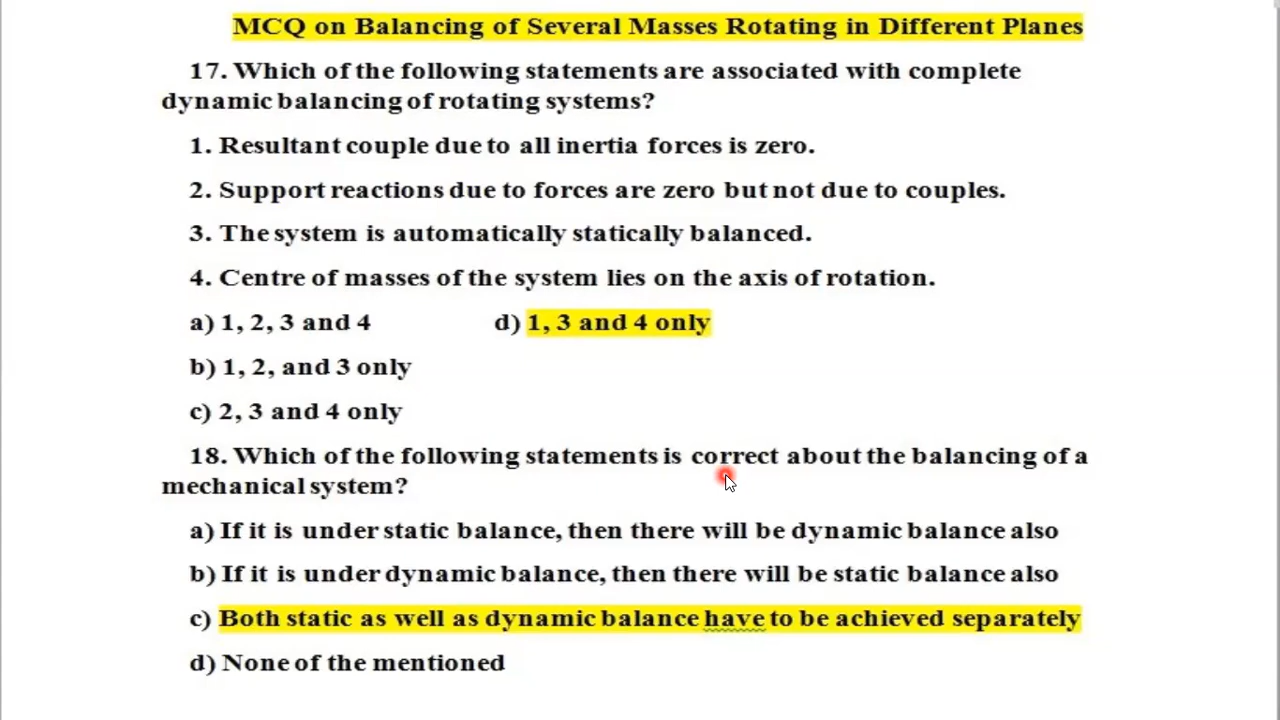 MCQ on Balancing of Several Masses Rotating in Different Planes
17. Which of the following statements are associated with complete
dynamic balancing of rotating systems?
1. Resultant couple due to all inertia forces is zero.
2. Support reactions due to forces are zero but not due to couples.
3. The system is automatically statically balanced.
4. Centre of masses of the system lies on the axis of rotation.
a) 1, 2, 3 and 4 d) 1, 3 and 4 only
b) 1, 2, and 3 only
c) 2, 3 and 4 only
18. Which of the following statements is correct about the balancing of a
mechanical system?
a) If it is under static balance, then there will be dynamic balance also
b) If it is under dynamic balance, then there will be static balance also
c) Both static as well as dynamic balance have to be achieved separately
d) None of the mentioned